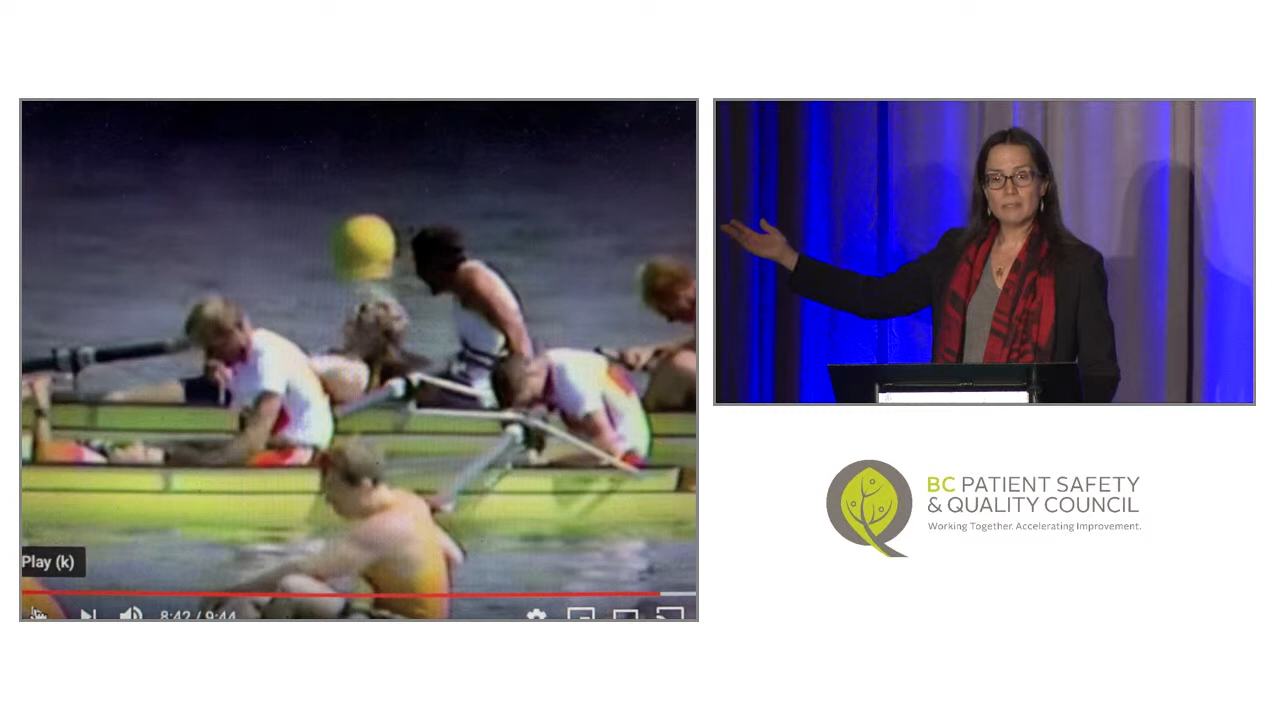 Play (k)
8:42 / 9:44
BC PATIENT SAFETY
& QUALITY COUNCIL
Working Together. Accelerating Improvement.